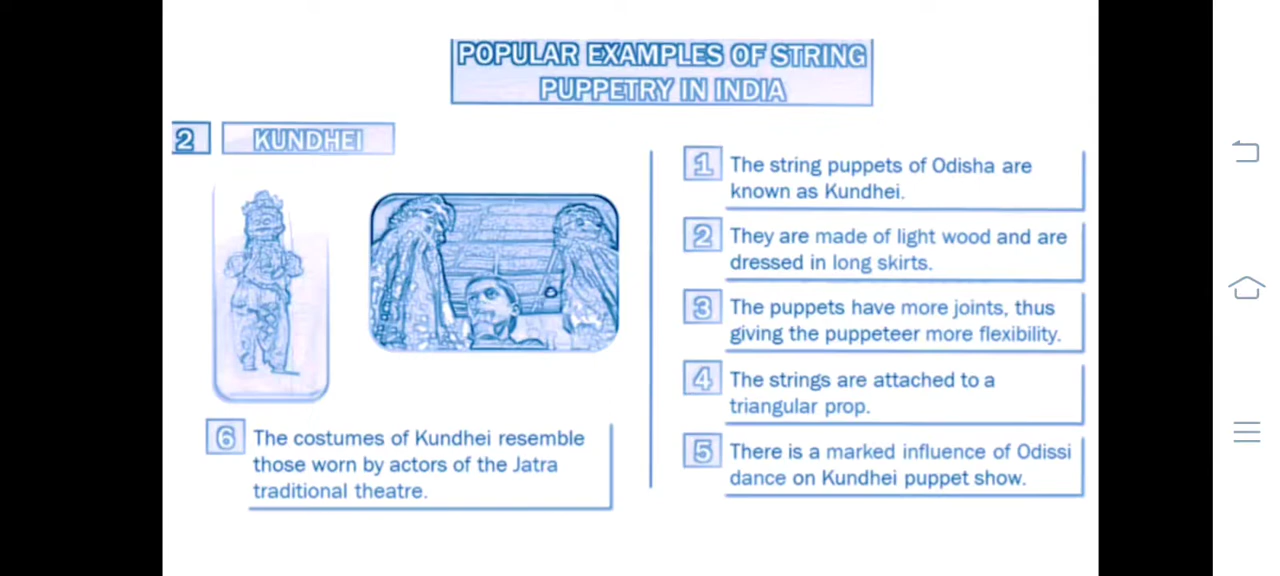 POPULAR EXAMPLES OF STRING
PUPPETRY IN INDIA
2 KUNDHEI
1 The string puppets of Odisha are
known as Kundhei.
2 They are made of light wood and are
dressed in long skirts.
3 The puppets have more joints, thus
giving the puppeteer more flexibility.
4 The strings are attached to a
triangular prop.
5 There is a marked influence of Odissi
dance on Kundhei puppet show.
6 The costumes of Kundhei resemble
those worn by actors of the Jatra
traditional theatre.